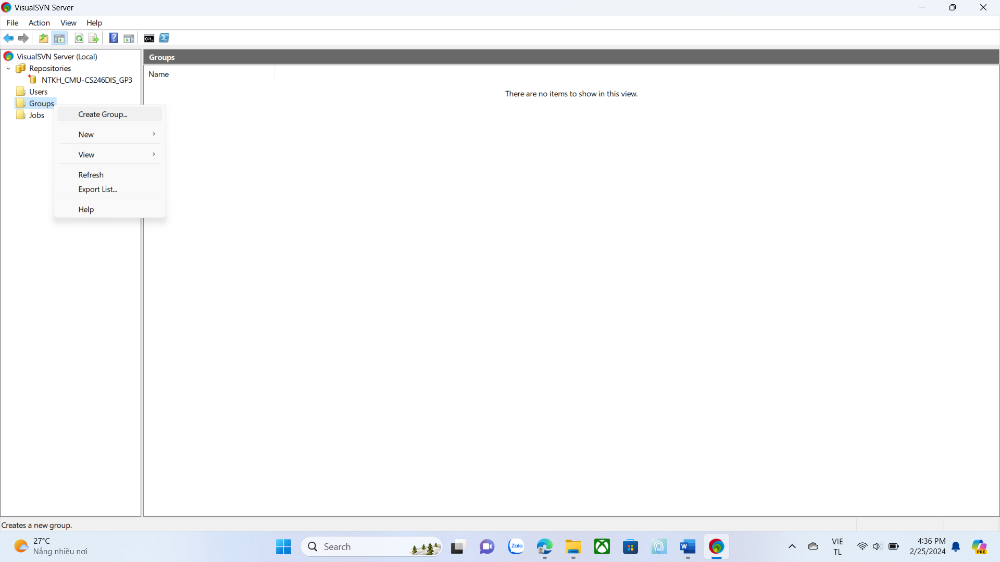 VisualSVN Server
File Action View Help
VisualSVN Server (Local)
Repositories
NTKH_CMU-CS246DIS_GP3
Users
Groups
Jobs
Create Group...
New
View
Refresh
Export List...
Help
Groups
Name
There are no items to show in this view.
Creates a new group.
27°C
Nắng nhiều nơi
Search
Zalo
VIE
TL
4:36 PM
2/25/2024
PRE